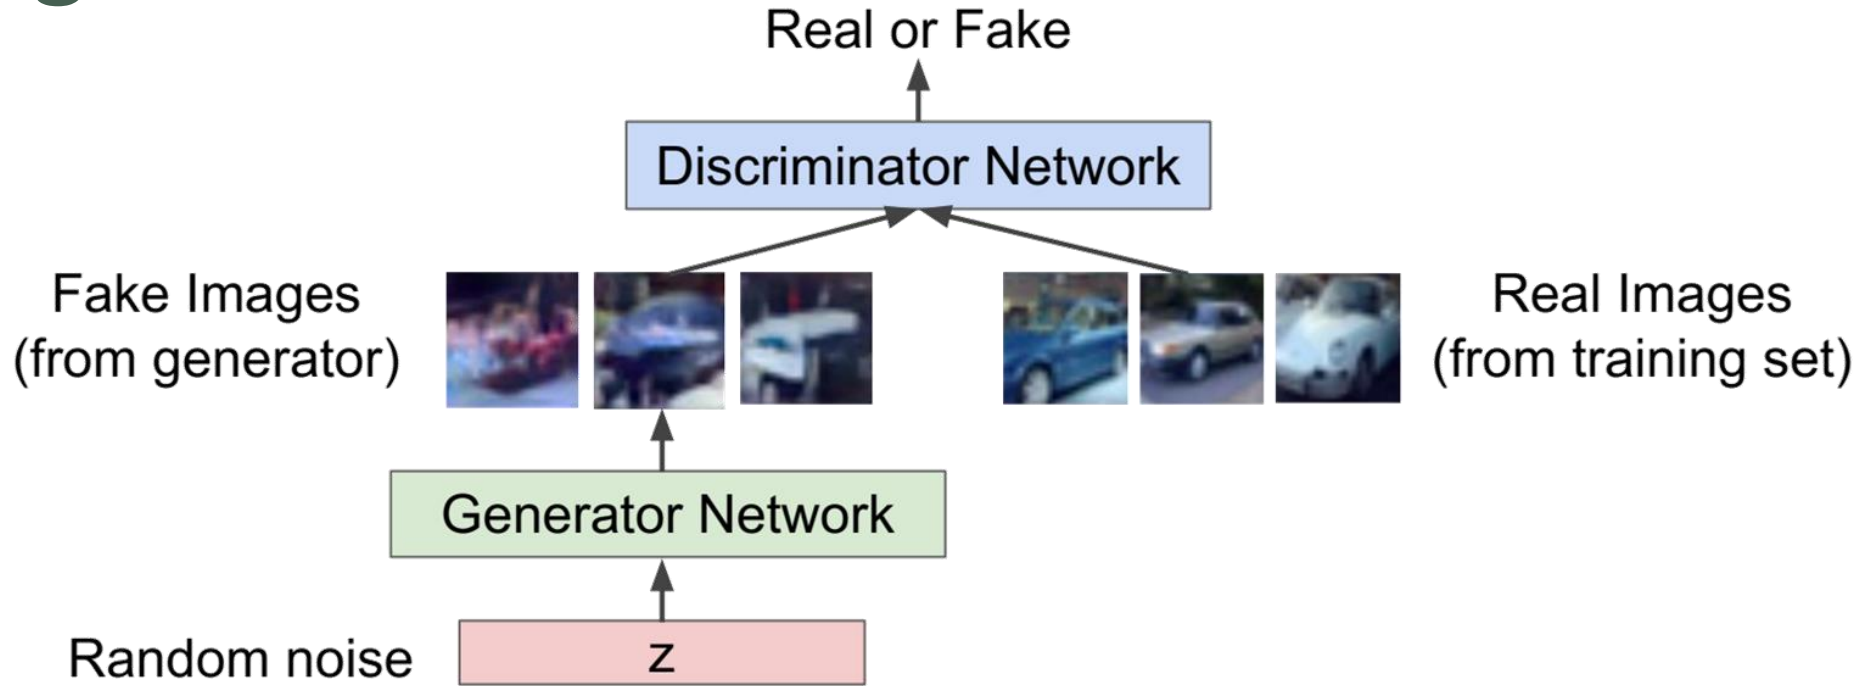 Real or Fake
Discriminator Network
Fake Images
(from generator)
Real Images
(from training set)
Generator Network
Random noise
z